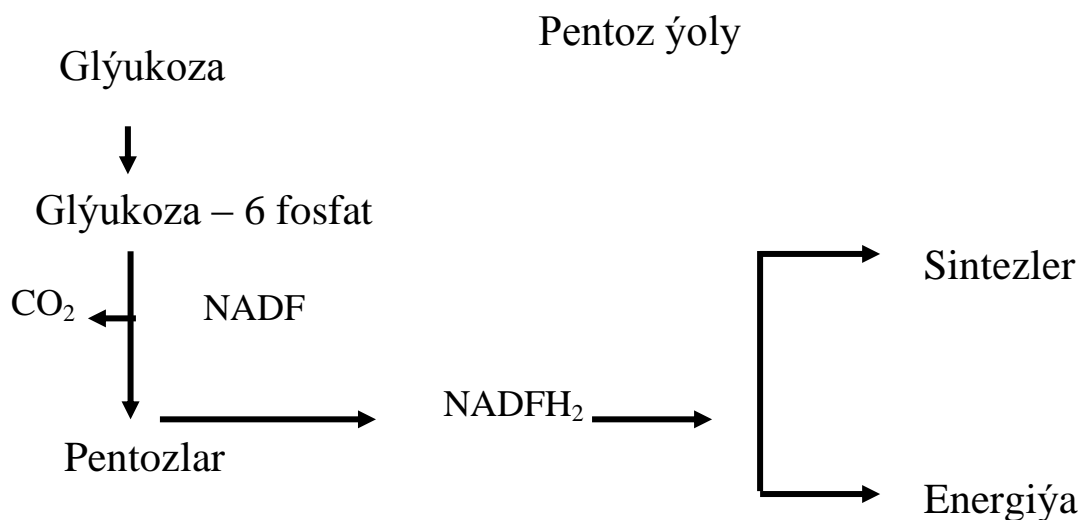 Pentoz ýoly
Glýukoza
Glýukoza – 6 fosfat
Sintezler
CO₂
NADF
NADFH₂
Pentozlar
Energiýa